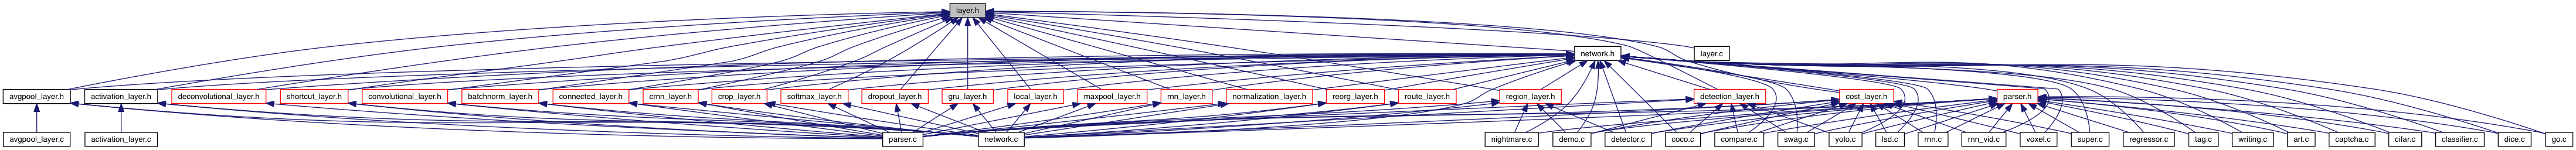 layer.h
network.h
layer.c
avgpool_layer.h
activation_layer.h
deconvolutional_layer.h
shortcut_layer.h
convolutional_layer.h
batchnorm_layer.h
connected_layer.h
crnn_layer.h
crop_layer.h
softmax_layer.h
dropout_layer.h
gru_layer.h
local_layer.h
maxpool_layer.h
rnn_layer.h
normalization_layer.h
reorg_layer.h
route_layer.h
region_layer.h
detection_layer.h
cost_layer.h
parser.h
avgpool_layer.c
activation_layer.c
parser.c
network.c
nightmare.c
demo.c
detector.c
coco.c
compare.c
swag.c
yolo.c
lsd.c
rnn.c
rnn_vid.c
voxel.c
super.c
regressor.c
tag.c
writing.c
art.c
captcha.c
cifar.c
classifier.c
dice.c
go.c